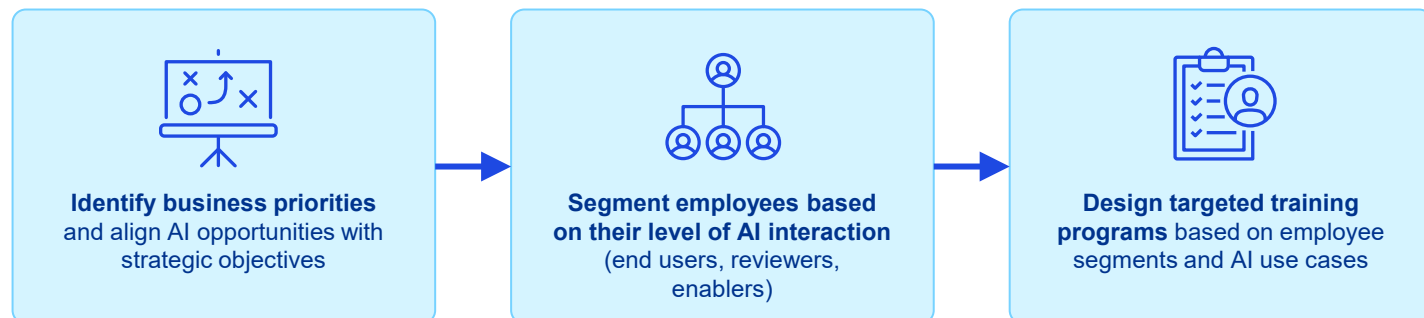 Identify business priorities
and align AI opportunities with
strategic objectives
Segment employees based
on their level of AI interaction
(end users, reviewers,
enablers)
Design targeted training
programs based on employee
segments and AI use cases